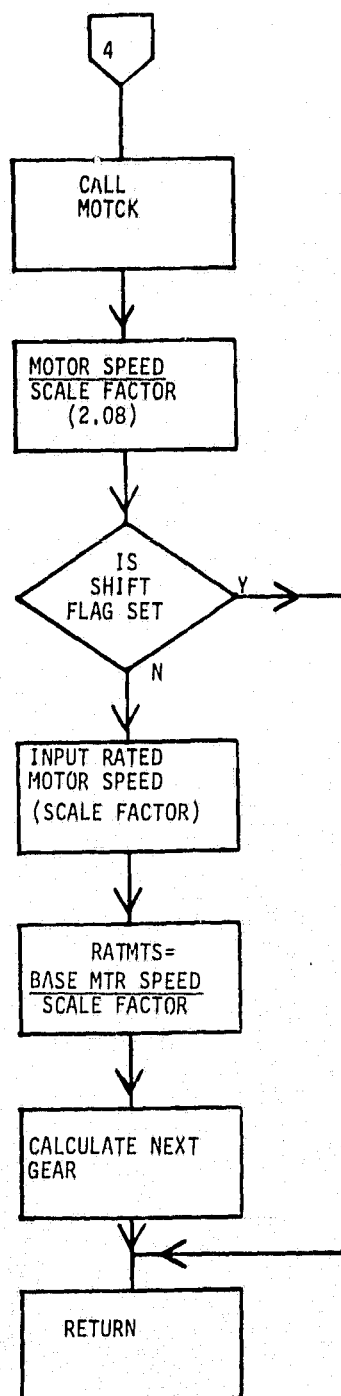 4
CALL
MOTCK
MOTOR SPEED
SCALE FACTOR
(2.08)
IS
SHIFT
FLAG SET
Y
N
INPUT RATED
MOTOR SPEED
(SCALE FACTOR)
RATMTS=
BASE MTR SPEED
SCALE FACTOR
CALCULATE NEXT
GEAR
RETURN